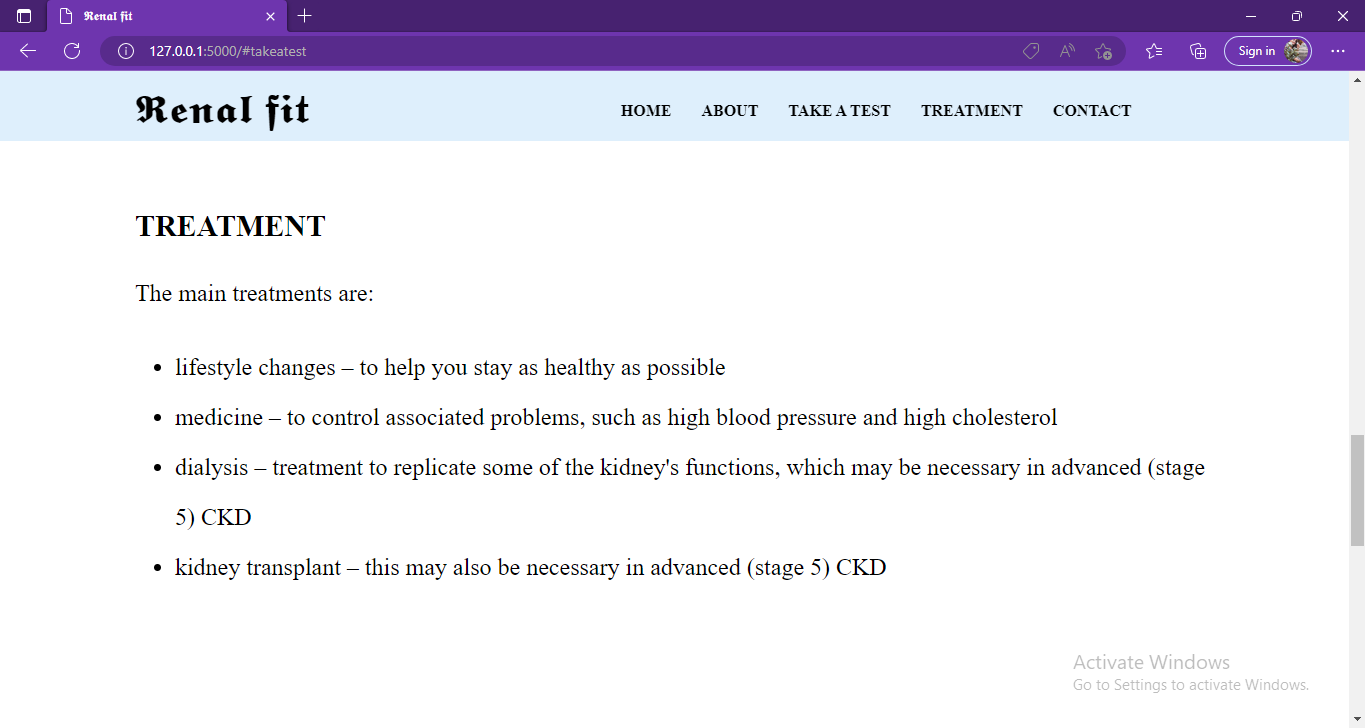 𝕽enal fit
127.0.0.1:5000/#takeatest
Sign in
Renal fit
HOME ABOUT TAKE A TEST TREATMENT CONTACT
TREATMENT
The main treatments are:
• lifestyle changes – to help you stay as healthy as possible
• medicine – to control associated problems, such as high blood pressure and high cholesterol
• dialysis – treatment to replicate some of the kidney's functions, which may be necessary in advanced (stage
5) CKD
• kidney transplant – this may also be necessary in advanced (stage 5) CKD
Activate Windows
Go to Settings to activate Windows.